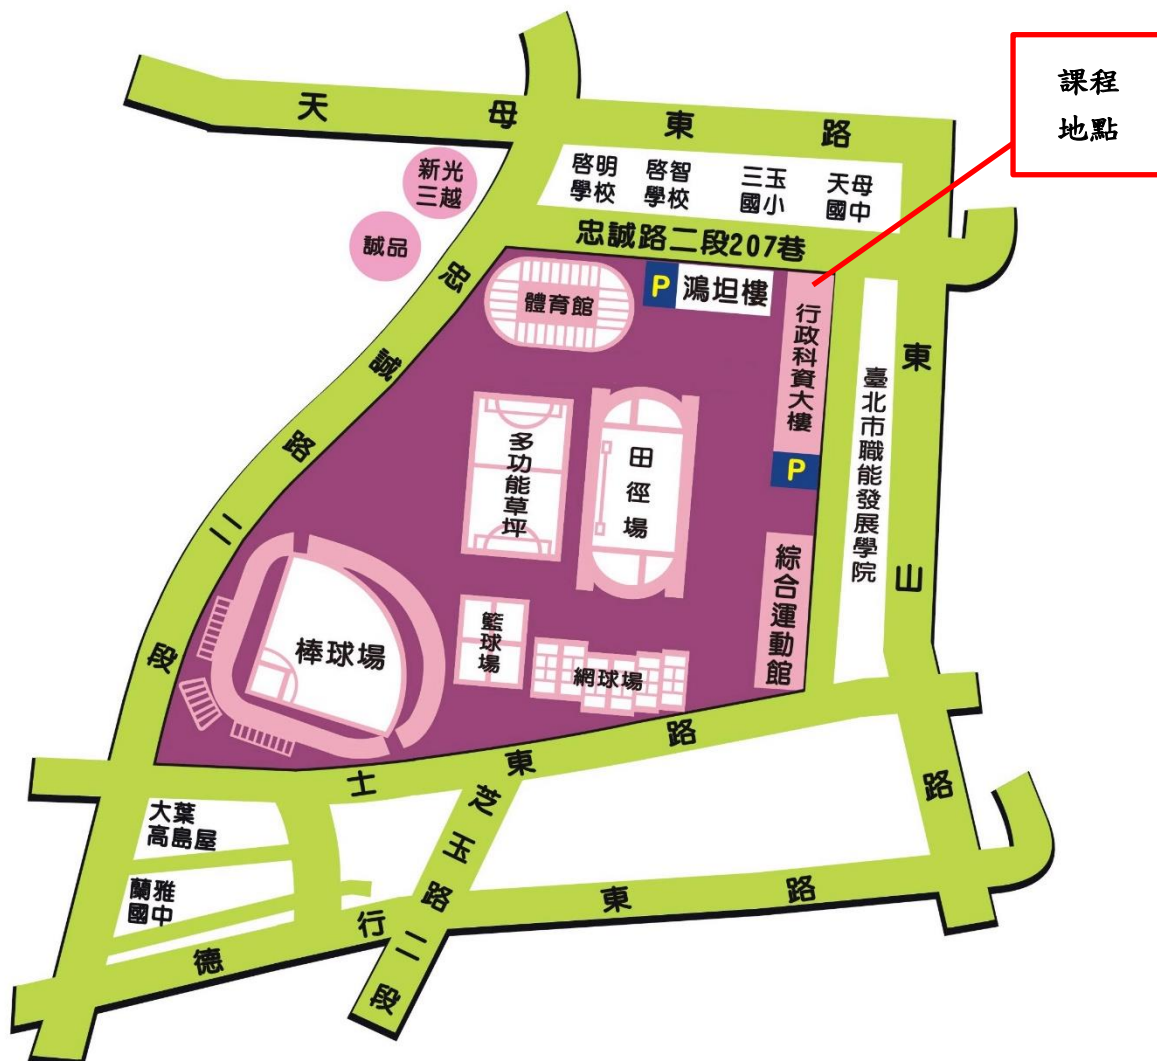 課程
地點
天母東路
新光
三越
誠品
啓明
學校
啓智
學校
三玉
國小
天母
國中
忠誠路二段207巷
忠誠路二段
體育館
P
鴻坦樓
行政科資大樓
P
臺北市職能發展學院
東山路
多功能草坪
田徑場
綜合運動館
棒球場
籃球場
網球場
士東路
芝玉路二段
大葉
高島屋
蘭雅
國中
德行東路